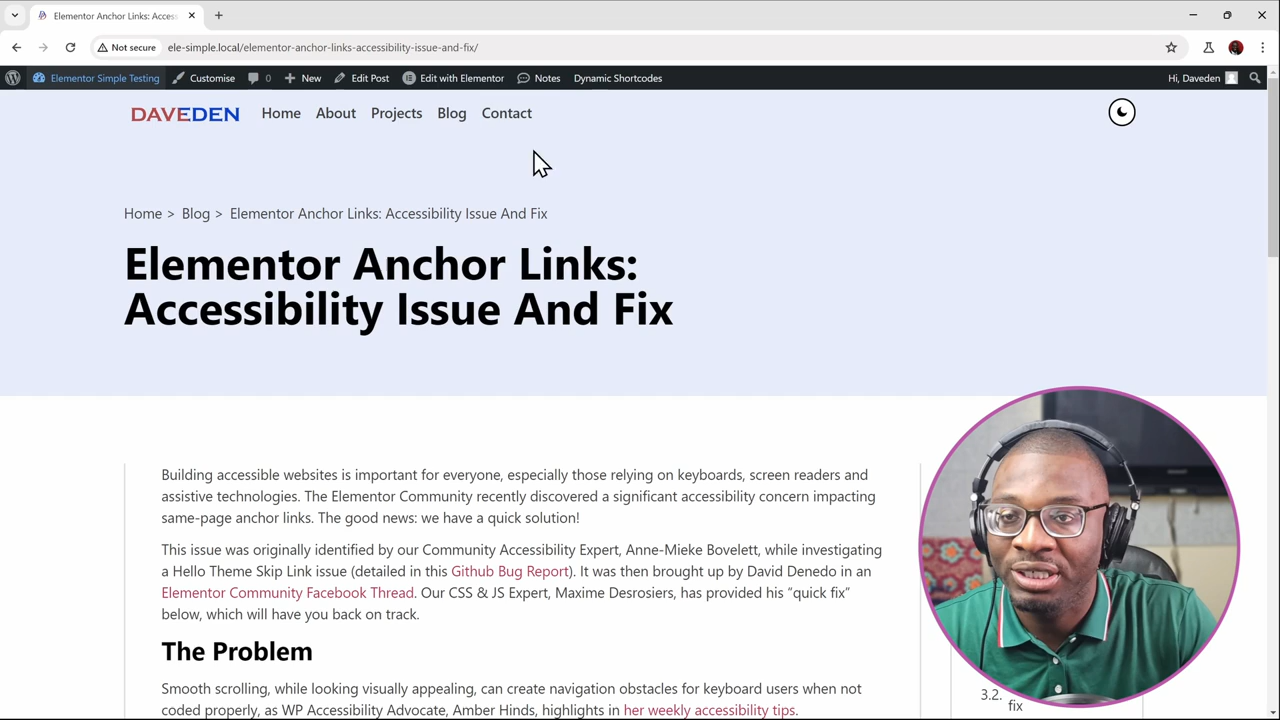 Elementor Anchor Links: Acces
Not secure
ele-simple.local/elementor-anchor-links-accessibility-issue-and-fix/
Elementor Simple Testing
Customise
0
New
Edit Post
Edit with Elementor
Notes
Dynamic Shortcodes
Hi, Daveden
DAVEDEN
Home
About
Projects
Blog
Contact
Home > Blog > Elementor Anchor Links: Accessibility Issue And Fix
Elementor Anchor Links:
Accessibility Issue And Fix
Building accessible websites is important for everyone, especially those relying on keyboards, screen readers and
assistive technologies. The Elementor Community recently discovered a significant accessibility concern impacting
same-page anchor links. The good news: we have a quick solution!
This issue was originally identified by our Community Accessibility Expert, Anne-Mieke Bovelett, while investigating
a Hello Theme Skip Link issue (detailed in this Github Bug Report). It was then brought up by David Denedo in an
Elementor Community Facebook Thread. Our CSS & JS Expert, Maxime Desrosiers, has provided his “quick fix”
below, which will have you back on track.
The Problem
Smooth scrolling, while looking visually appealing, can create navigation obstacles for keyboard users when not
coded properly, as WP Accessibility Advocate, Amber Hinds, highlights in her weekly accessibility tips.
3.2.
fix